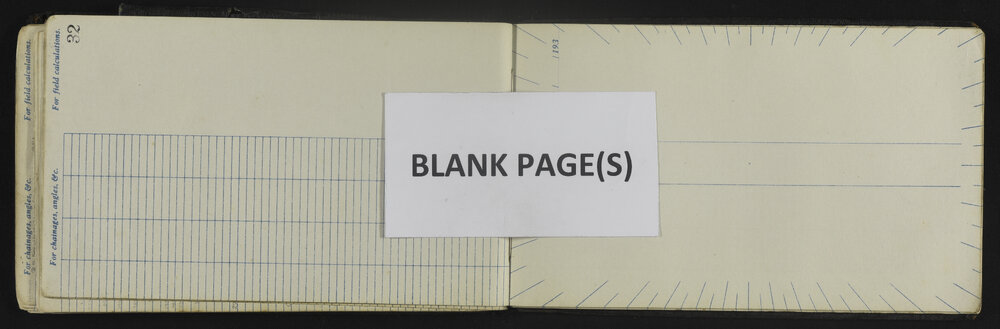 32
For field calculations.
For field calculations.
For chainages, angles, &c.
For chainages, angles, &c.
193
BLANK PAGE(S)